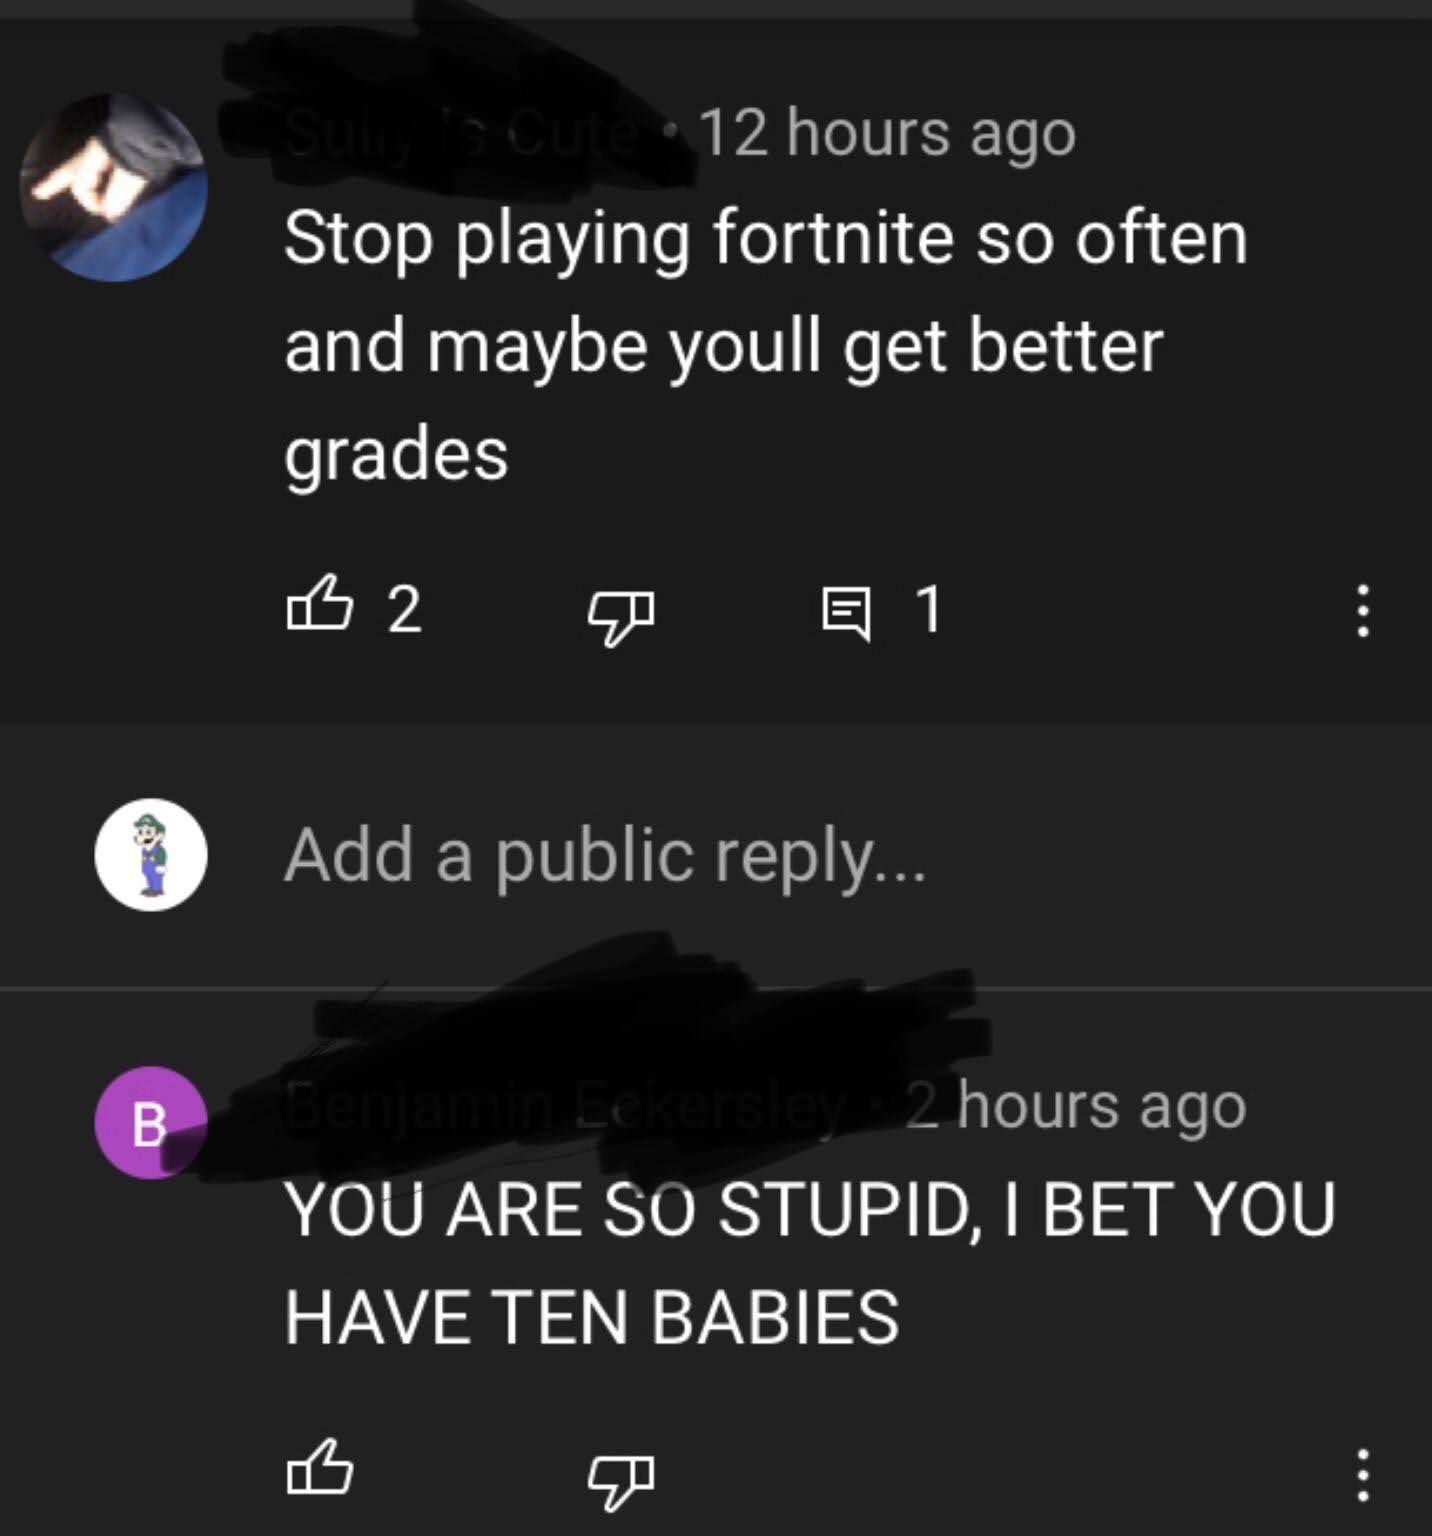 12 hours ago
Stop playing fortnite so often
and maybe youll get better
grades
2
1
Add a public reply...
B
2 hours ago
YOU ARE SO STUPID, I BET YOU
HAVE TEN BABIES